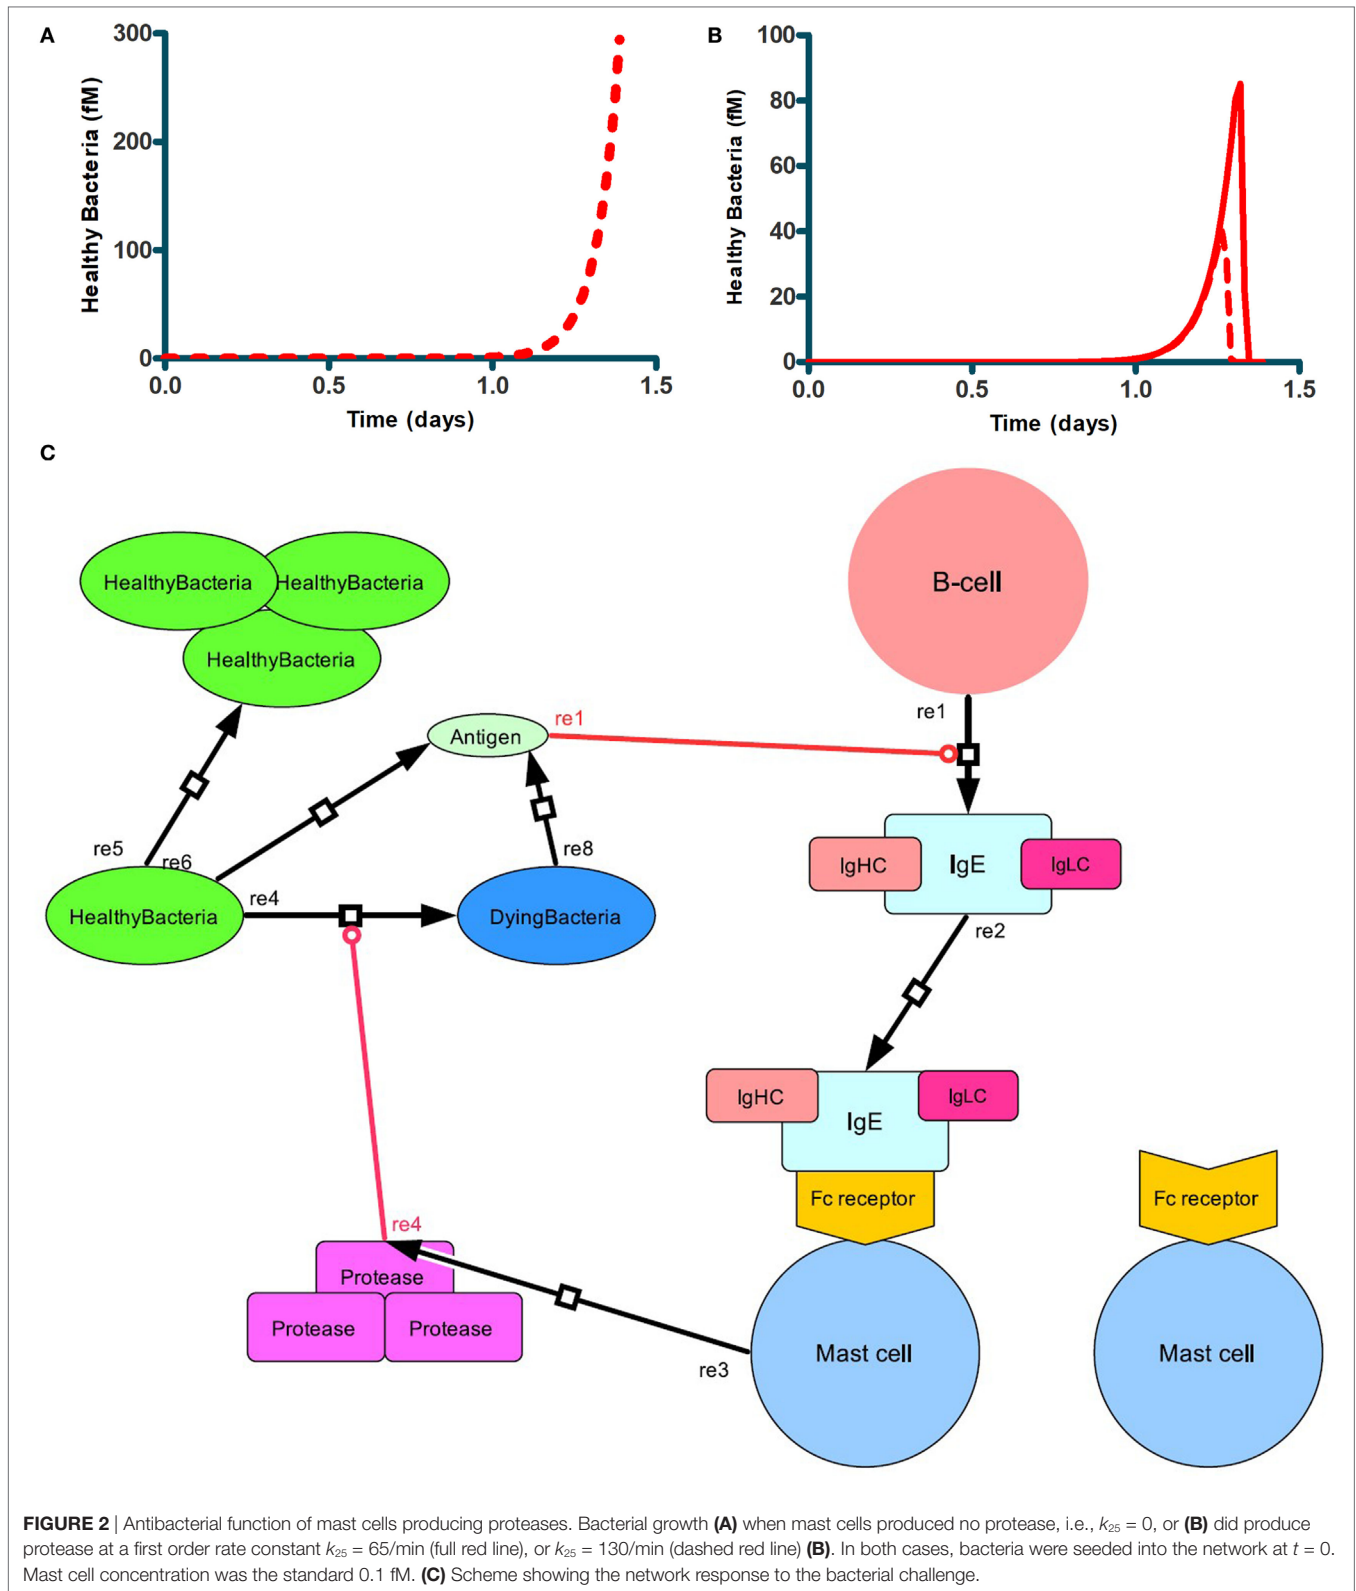 A
300
200
100
0
Healthy Bacteria (fM)
0.0
0.5
1.0
1.5
Time (days)
B
100
80
60
40
20
0
Healthy Bacteria (fM)
0.0
0.5
1.0
1.5
Time (days)
C
HealthyBacteria
HealthyBacteria
HealthyBacteria
B-cell
re1
Antigen
re1
re5
re6
re8
HealthyBacteria
re4
DyingBacteria
IgHC
IgE
IgLC
re2
IgHC
IgE
IgLC
Fc receptor
Fc receptor
re4
Protease
Protease
Protease
re3
Mast cell
Mast cell
FIGURE 2 | Antibacterial function of mast cells producing proteases. Bacterial growth (A) when mast cells produced no protease, i.e., k₂₅ = 0, or (B) did produce
protease at a first order rate constant k₂₅ = 65/min (full red line), or k₂₅ = 130/min (dashed red line) (B). In both cases, bacteria were seeded into the network at t = 0.
Mast cell concentration was the standard 0.1 fM. (C) Scheme showing the network response to the bacterial challenge.